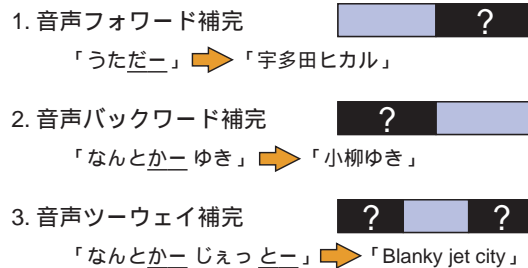 1. 音声フォワード補完 ?
「うただー」 「宇多田ヒカル」
2. 音声バックワード補完 ?
「なんとかー ゆき」 「小柳ゆき」
3. 音声ツーウェイ補完 ? ?
「なんとかー じぇっ とー」 「Blanky jet city」